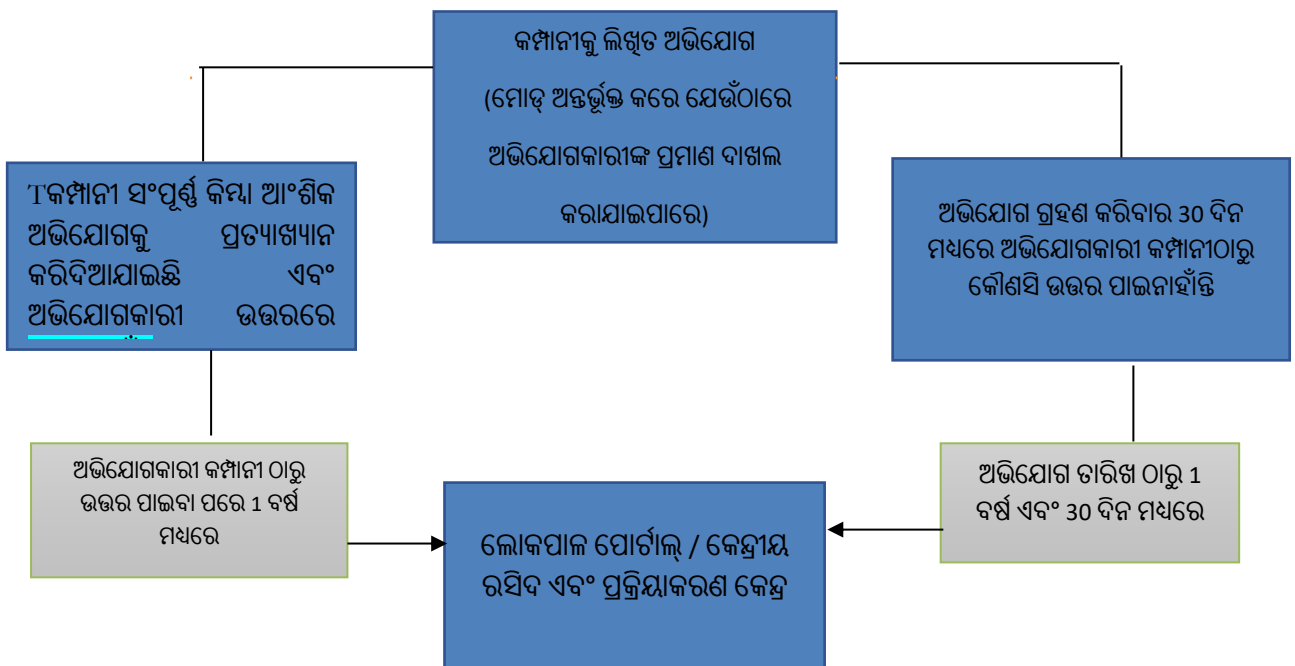 କମ୍ପାନୀକୁ ଲିଖିତ ଅଭିଯୋଗ
(ମୋଡ୍ ଅନ୍ତର୍ଭୂକ୍ତ କରେ ଯେଉଁଠାରେ
ଅଭିଯୋଗକାରୀଙ୍କ ପ୍ରମାଣ ଦାଖଲ
କରାଯାଇପାରେ)
Tକମ୍ପାନୀ ସଂପୂର୍ଣ୍ଣ କିମ୍ବା ଆଂଶିକ
ଅଭିଯୋଗକୁ ପ୍ରତ୍ୟାଖ୍ୟାନ
କରିଦିଆଯାଇଛି ଏବଂ
ଅଭିଯୋଗକାରୀ ଉତ୍ତରରେ
ଅଭିଯୋଗ ଗ୍ରହଣ କରିବାର 30 ଦିନ
ମଧ୍ୟରେ ଅଭିଯୋଗକାରୀ କମ୍ପାନୀଠାରୁ
କୌଣସି ଉତ୍ତର ପାଇନାହାଁନ୍ତି
ଅଭିଯୋଗକାରୀ କମ୍ପାନୀ ଠାରୁ
ଉତ୍ତର ପାଇବା ପରେ 1 ବର୍ଷ
ମଧ୍ୟରେ
ଅଭିଯୋଗ ତାରିଖ ଠାରୁ 1
ବର୍ଷ ଏବଂ 30 ଦିନ ମଧ୍ୟରେ
ଲୋକପାଳ ପୋର୍ଟାଲ୍ / କେନ୍ଦ୍ରୀୟ
ରସିଦ ଏବଂ ପ୍ରକ୍ରିୟାକରଣ କେନ୍ଦ୍ର